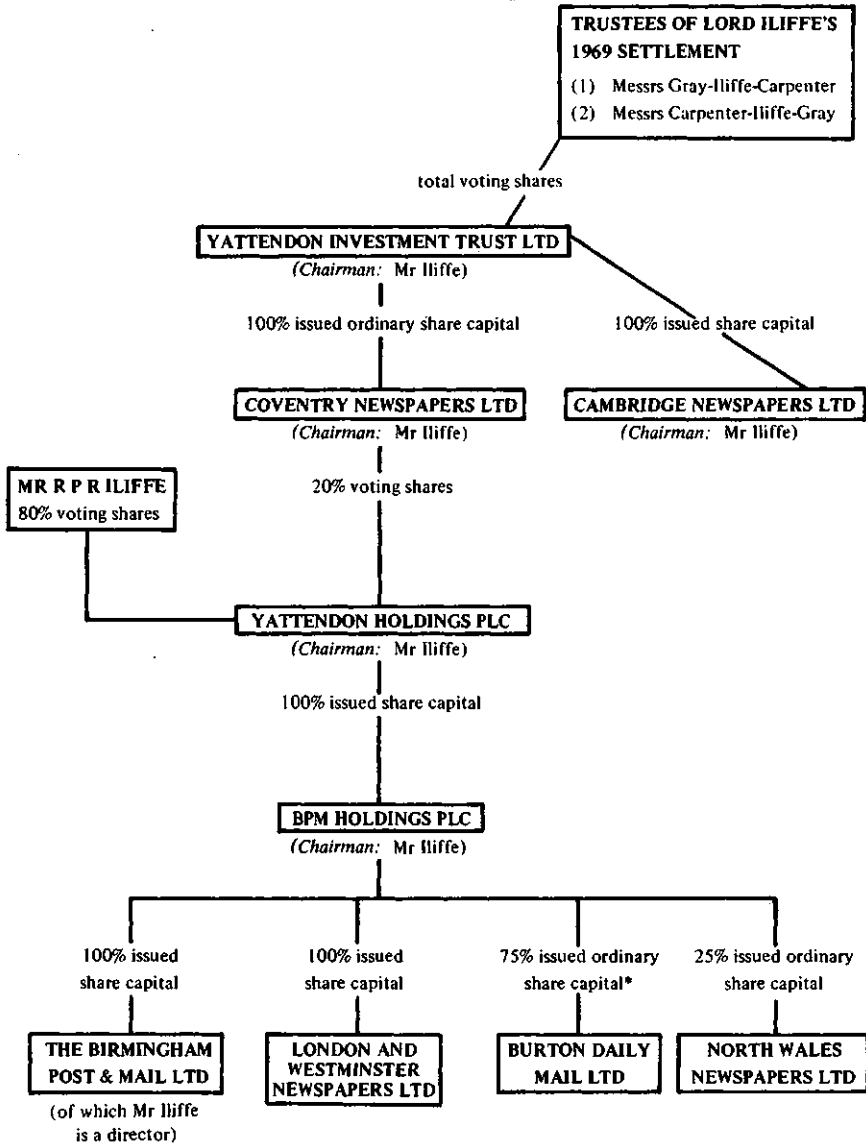 TRUSTEES OF LORD ILIFFE'S
1969 SETTLEMENT
(1) Messrs Gray-Iliffe-Carpenter
(2) Messrs Carpenter-Iliffe-Gray
total voting shares
YATTENDON INVESTMENT TRUST LTD
(Chairman: Mr Iliffe)
100% issued ordinary share capital
100% issued share capital
COVENTRY NEWSPAPERS LTD
(Chairman: Mr Iliffe)
CAMBRIDGE NEWSPAPERS LTD
(Chairman: Mr Iliffe)
MR R P R ILIFFE
80% voting shares
20% voting shares
YATTENDON HOLDINGS PLC
(Chairman: Mr Iliffe)
100% issued share capital
BPM HOLDINGS PLC
(Chairman: Mr Iliffe)
100% issued
share capital
100% issued
share capital
75% issued ordinary
share capital*
25% issued ordinary
share capital
THE BIRMINGHAM
POST & MAIL LTD
(of which Mr Iliffe
is a director)
LONDON AND
WESTMINSTER
NEWSPAPERS LTD
BURTON DAILY
MAIL LTD
NORTH WALES
NEWSPAPERS LTD